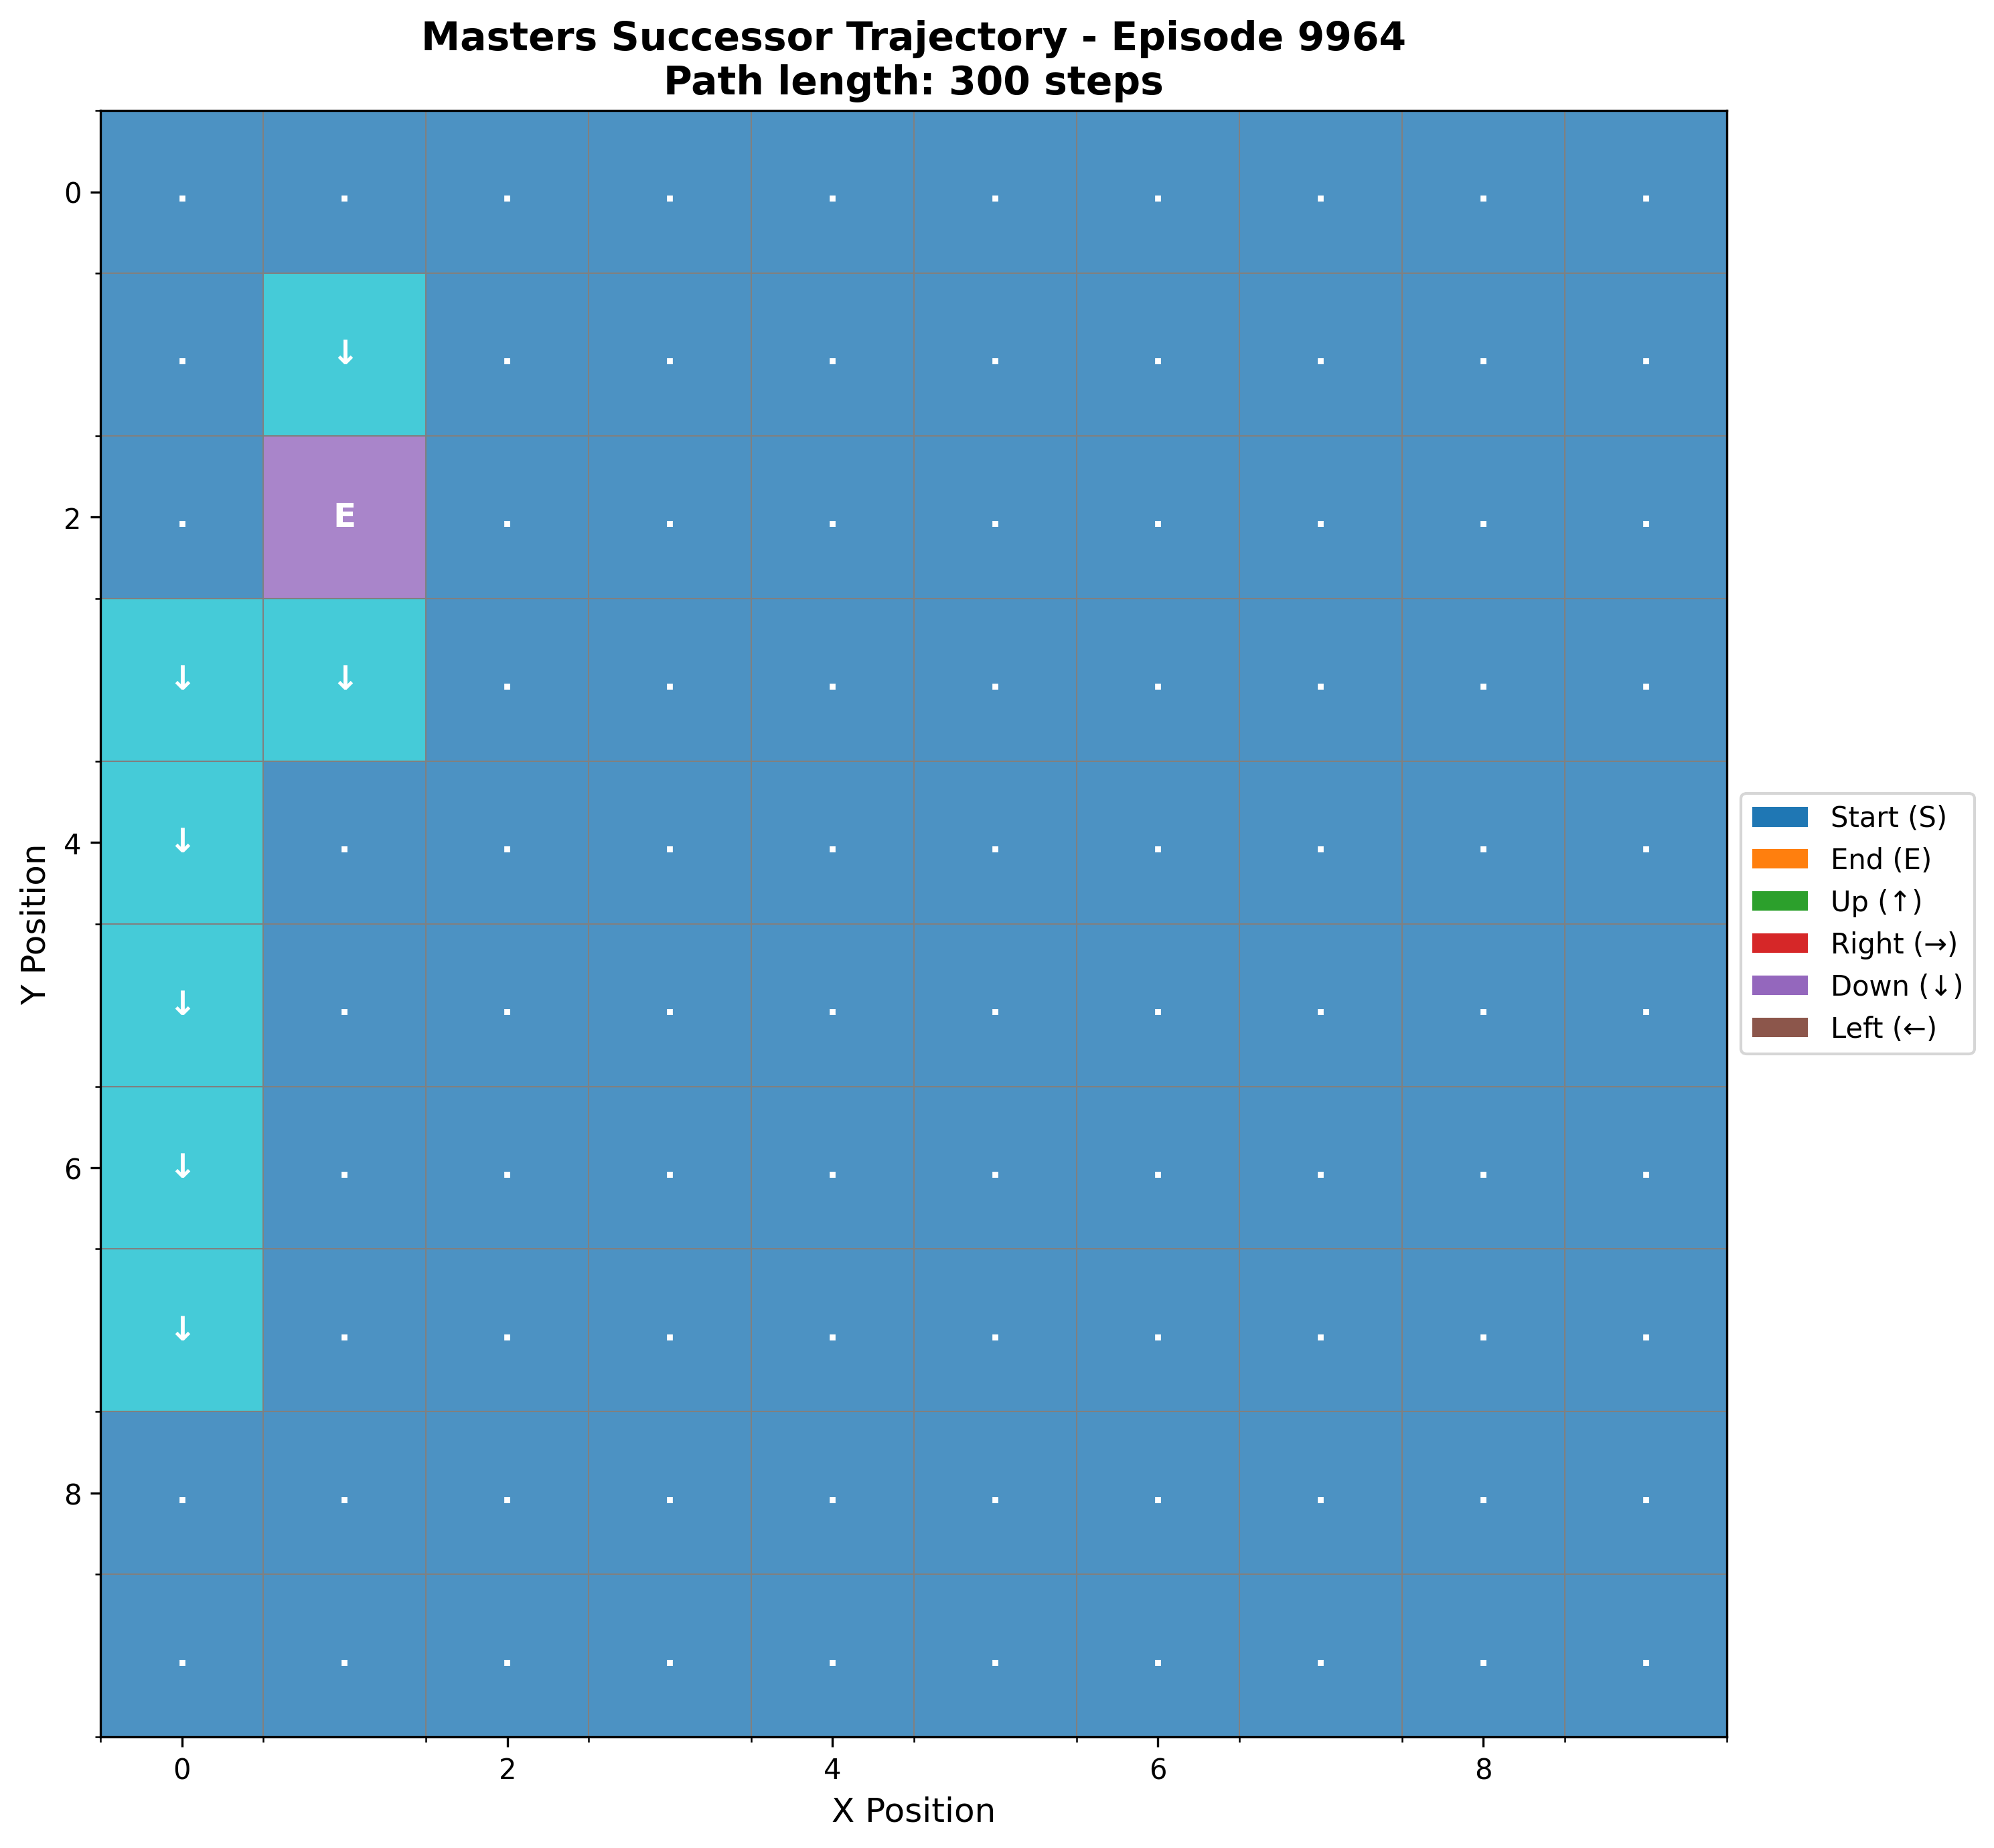 Masters Successor Trajectory - Episode 9964
Path length: 300 steps
0
. . . . . . . . . .
. ↓ . . . . . . . .
2
. E . . . . . . . .
↓ ↓ . . . . . . . .
4
↓ . . . . . . . . .
↓ . . . . . . . . .
6
↓ . . . . . . . . .
↓ . . . . . . . . .
8
. . . . . . . . . .
. . . . . . . . . .
0 2 4 6 8
X Position
Y Position
Start (S)
End (E)
Up (↑)
Right (→)
Down (↓)
Left (←)